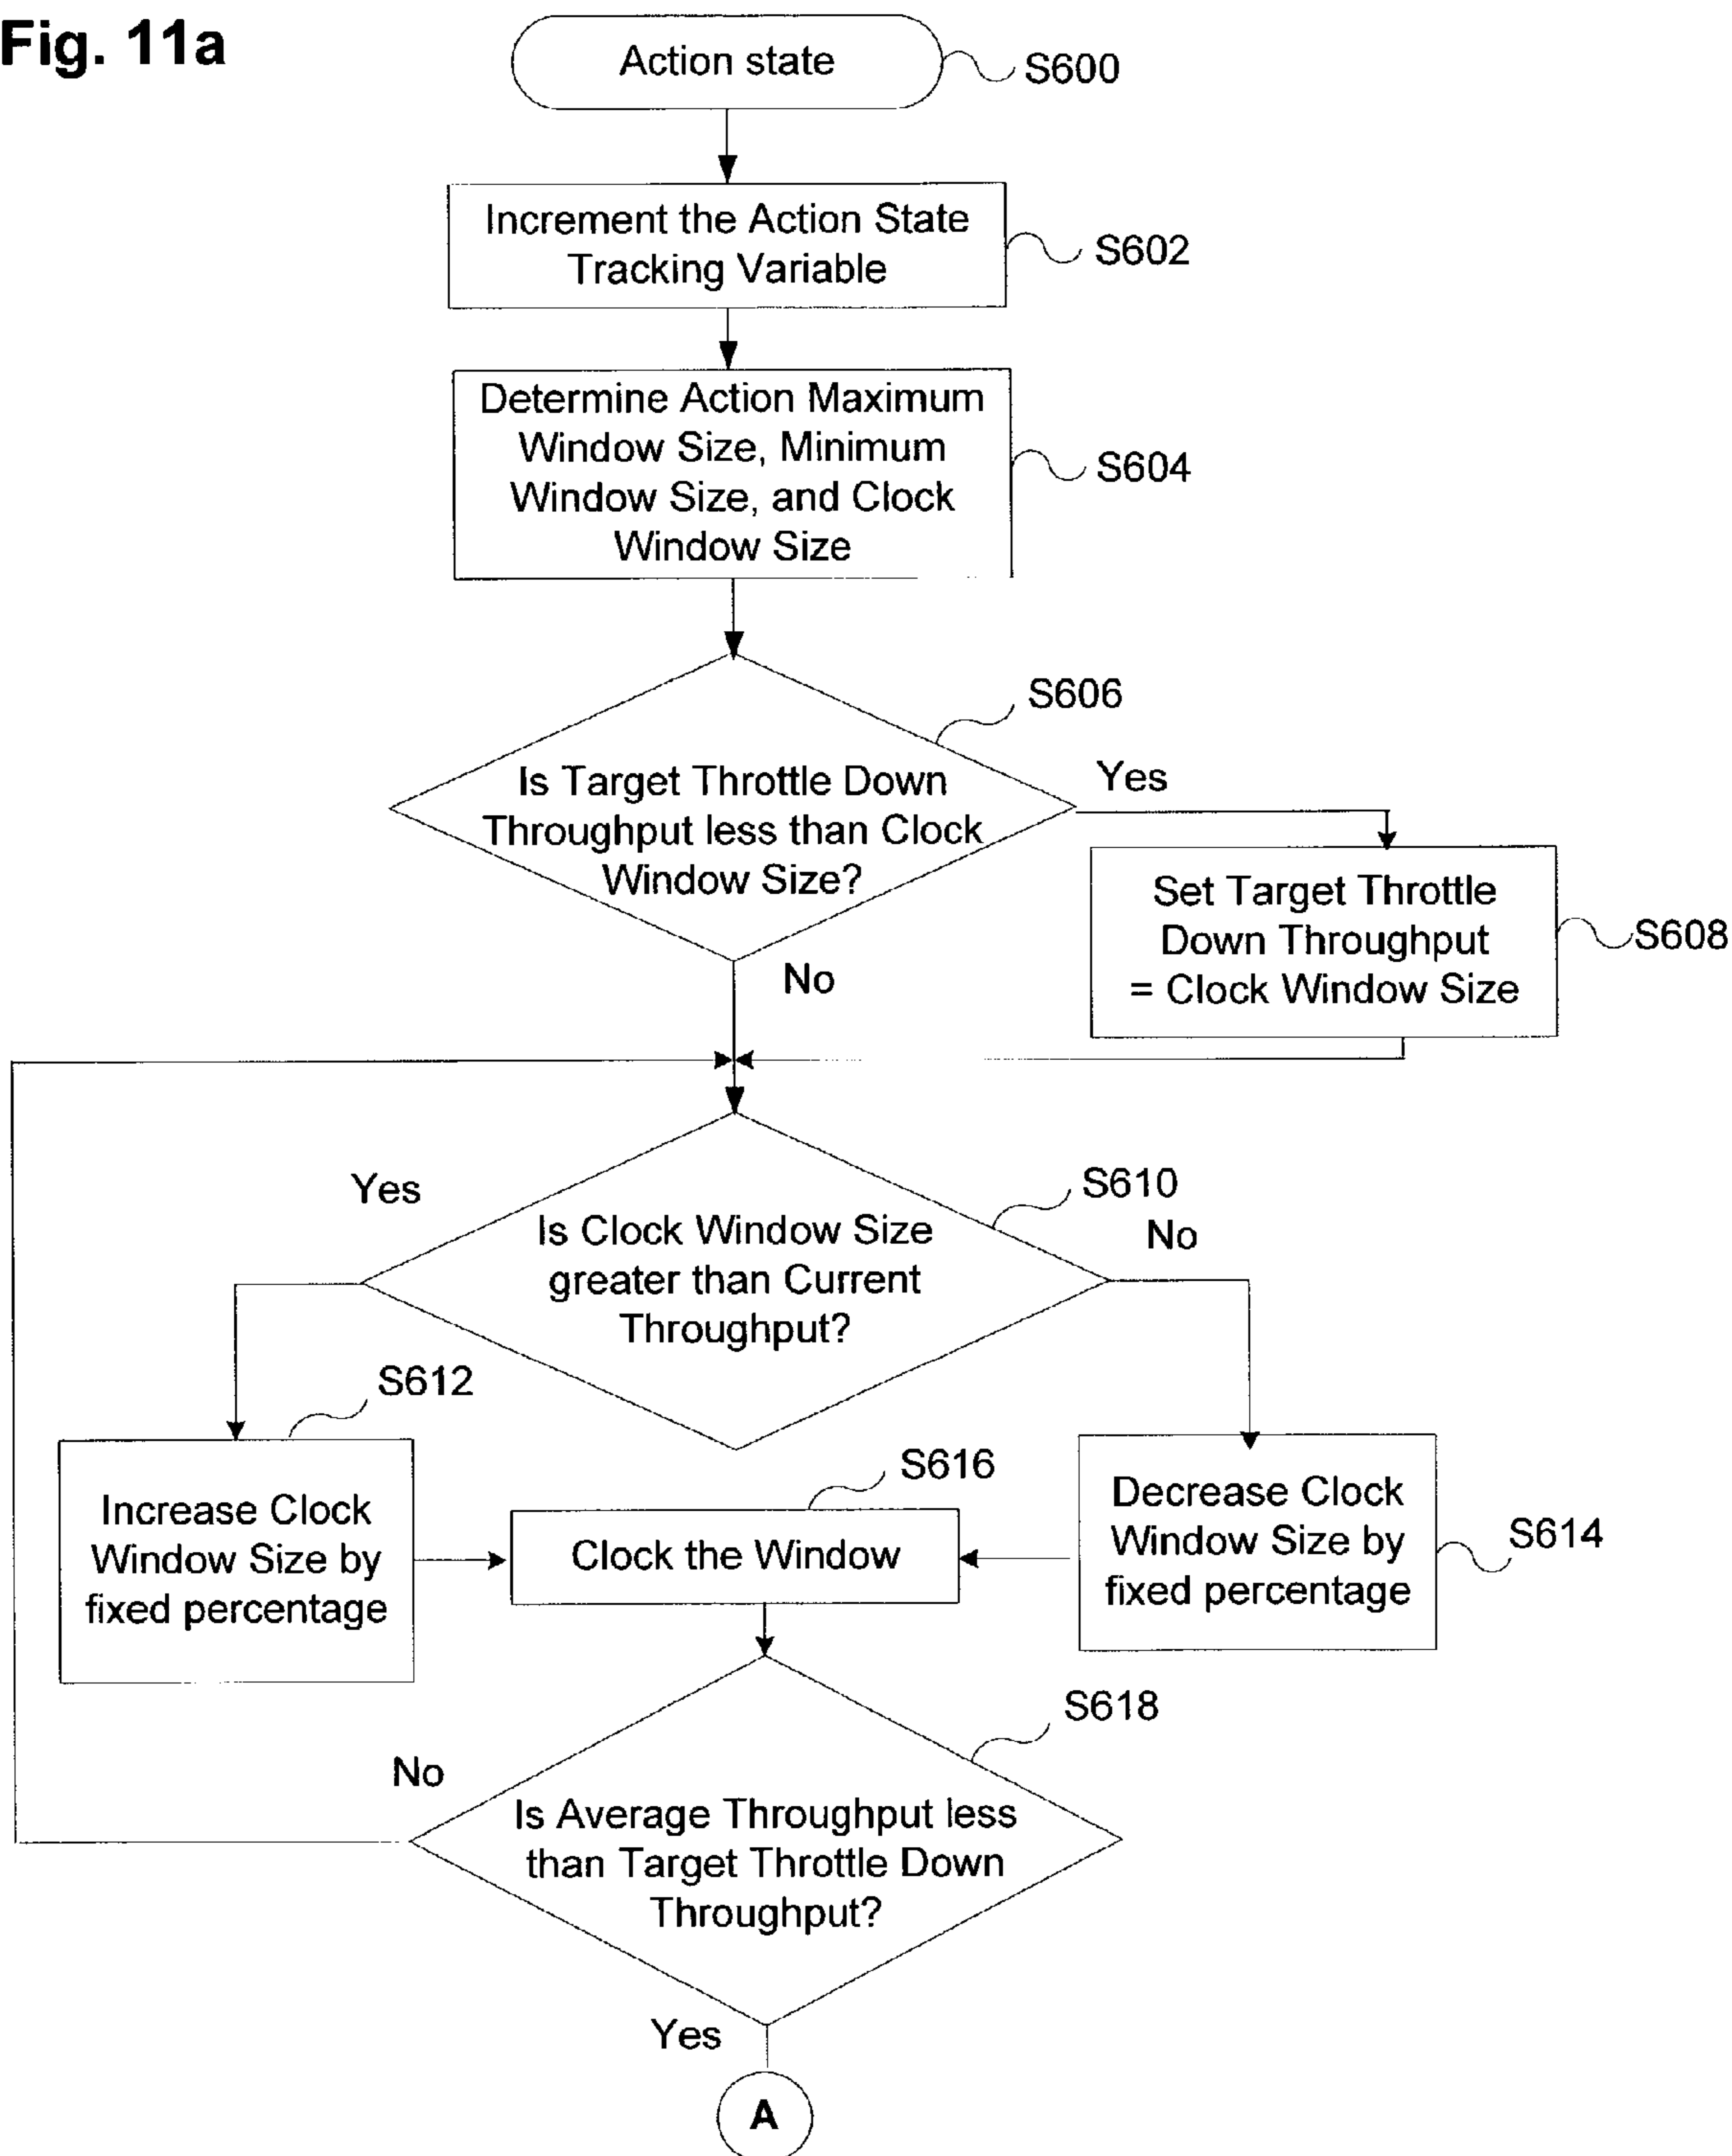 Fig. 11a
Action state
S600
Increment the Action State
Tracking Variable
S602
Determine Action Maximum
Window Size, Minimum
Window Size, and Clock
Window Size
S604
S606
Is Target Throttle Down
Throughput less than Clock
Window Size?
Yes
No
Set Target Throttle
Down Throughput
= Clock Window Size
S608
Yes
S610
No
Is Clock Window Size
greater than Current
Throughput?
S612
Increase Clock
Window Size by
fixed percentage
S616
Clock the Window
Decrease Clock
Window Size by
fixed percentage
S614
S618
No
Is Average Throughput less
than Target Throttle Down
Throughput?
Yes
A